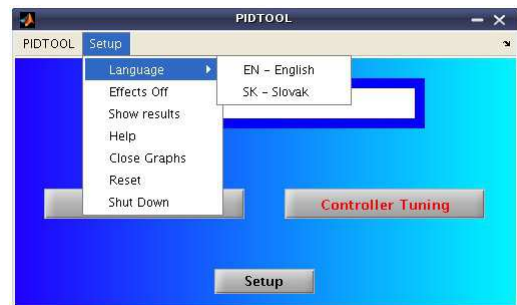 PIDTOOL
PIDTOOL Setup
Language
EN - English
SK - Slovak
Effects Off
Show results
Help
Close Graphs
Reset
Shut Down
Controller Tuning
Setup